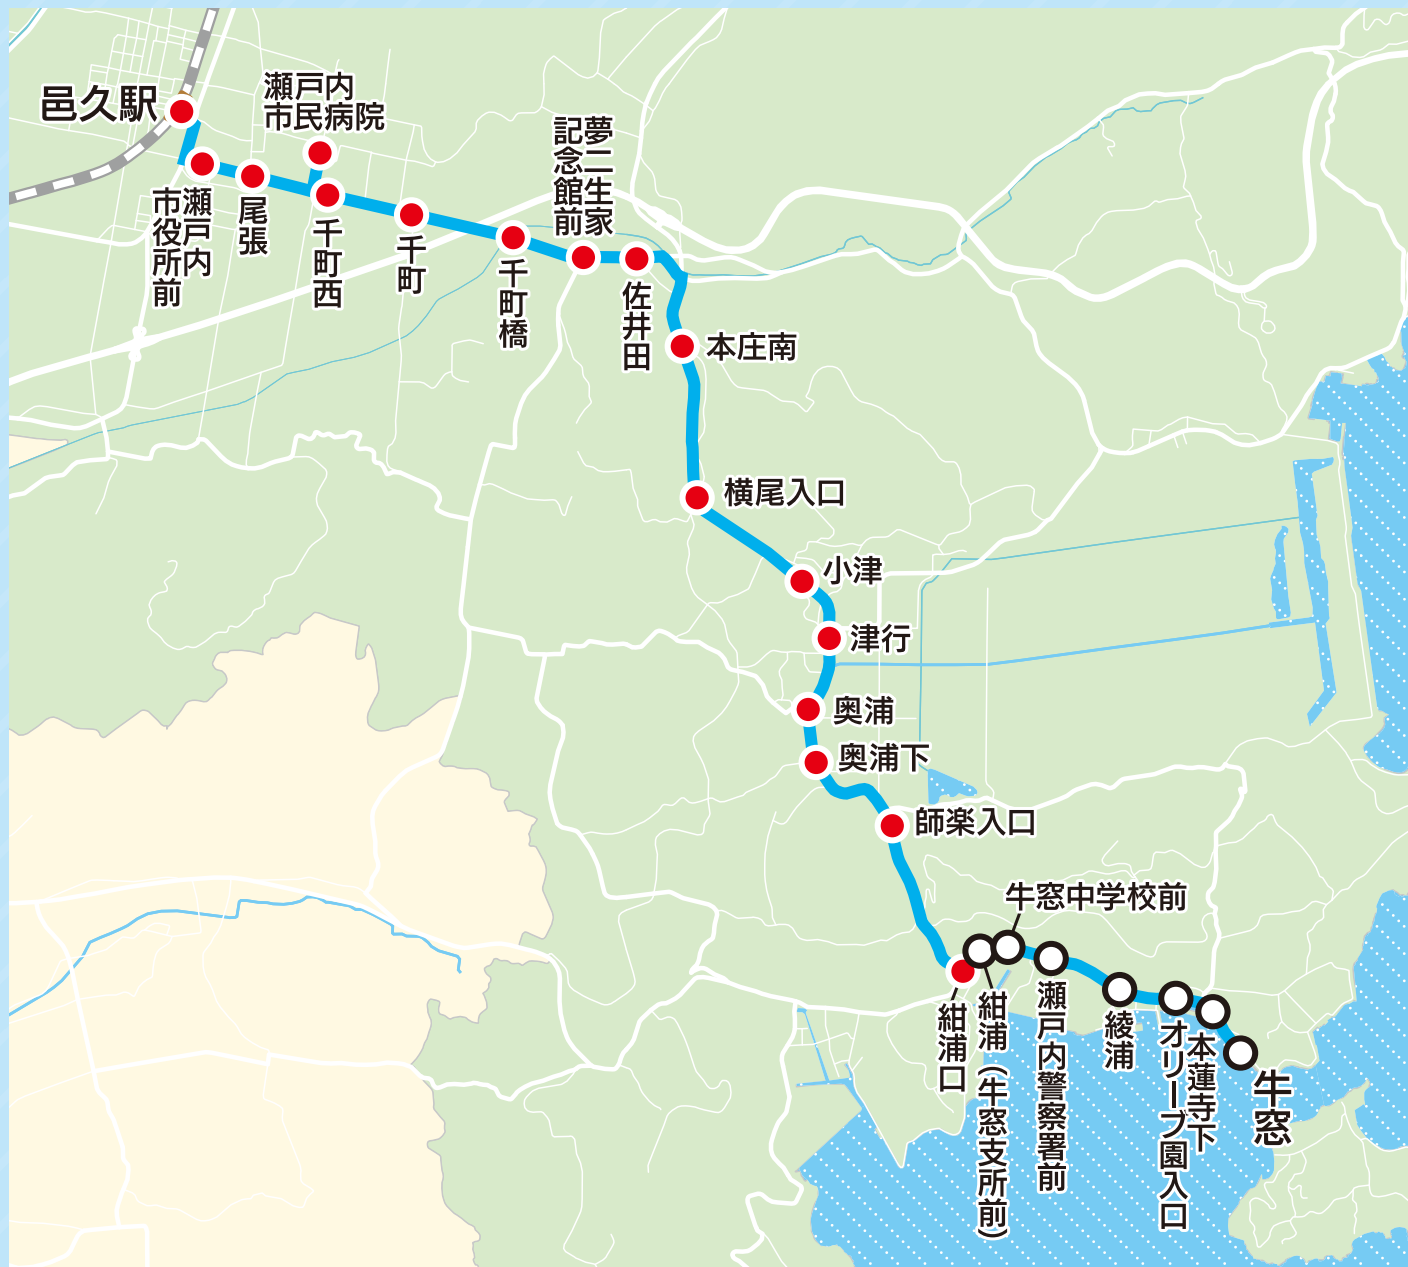 邑久駅
瀬戸内
市役所前
尾張
瀬戸内
市民病院
千町西
千町
千町橋
夢二生家
記念館前
佐井田
本庄南
横尾入口
小津
津行
奥浦
奥浦下
師楽入口
紺浦口
紺浦（牛窓支所前）
牛窓中学校前
瀬戸内警察署前
綾浦
オリーブ園入口
本蓮寺下
牛窓